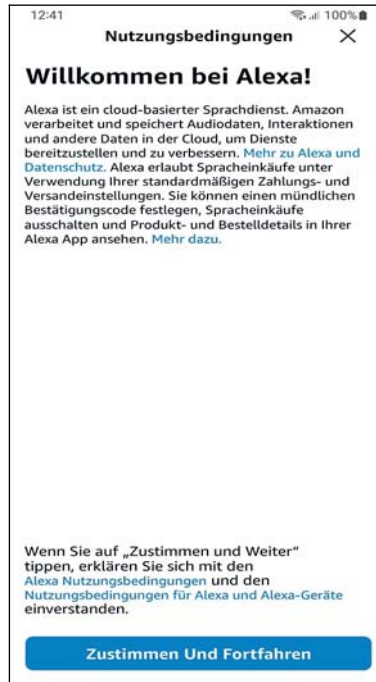 12:41 100%
Nutzungsbedingungen
Willkommen bei Alexa!
Alexa ist ein cloud-basierter Sprachdienst. Amazon
verarbeitet und speichert Audiodaten, Interaktionen
und andere Daten in der Cloud, um Dienste
bereitzustellen und zu verbessern. Mehr zu Alexa und
Datenschutz. Alexa erlaubt Spracheinkäufe unter
Verwendung Ihrer standardmäßigen Zahlungs- und
Versandeinstellungen. Sie können einen mündlichen
Bestätigungscode festlegen, Spracheinkäufe
ausschalten und Produkt- und Bestelldetails in Ihrer
Alexa App ansehen. Mehr dazu.
Wenn Sie auf „Zustimmen und Weiter“
tippen, erklären Sie sich mit den
Alexa Nutzungsbedingungen und den
Nutzungsbedingungen für Alexa und Alexa-Geräte
einverstanden.
Zustimmen Und Fortfahren